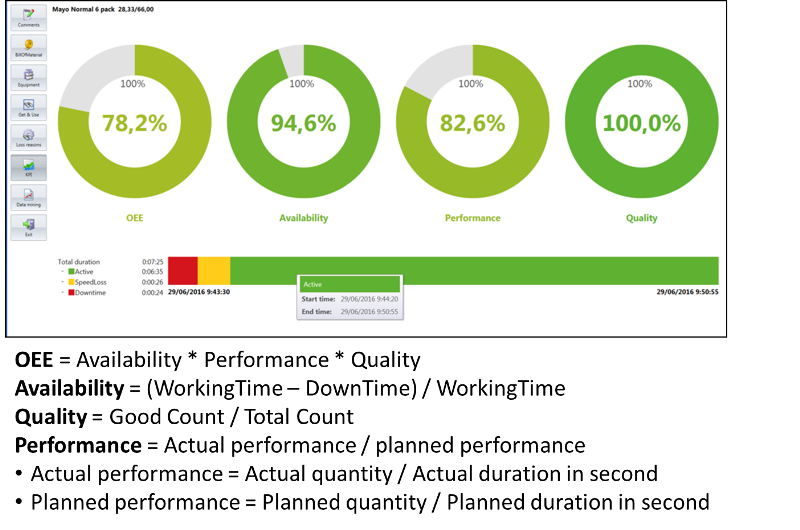 Comments
Mayo Normal 6 pack 28,33/66,00
BillOfMaterial
Equipment
Get & Use
Loss reasons
KPI
Data mining
Exit
100%
78,2%
OEE
100%
94,6%
Availability
100%
82,6%
Performance
100%
100,0%
Quality
Total duration 0:07:25
- Active 0:06:35
- SpeedLoss 0:00:26
- Downtime 0:00:24
29/06/2016 9:43:30
29/06/2016 9:50:55
Active
Start time: 29/06/2016 9:44:20
End time: 29/06/2016 9:50:55
OEE = Availability * Performance * Quality
Availability = (WorkingTime – DownTime) / WorkingTime
Quality = Good Count / Total Count
Performance = Actual performance / planned performance
• Actual performance = Actual quantity / Actual duration in second
• Planned performance = Planned quantity / Planned duration in second